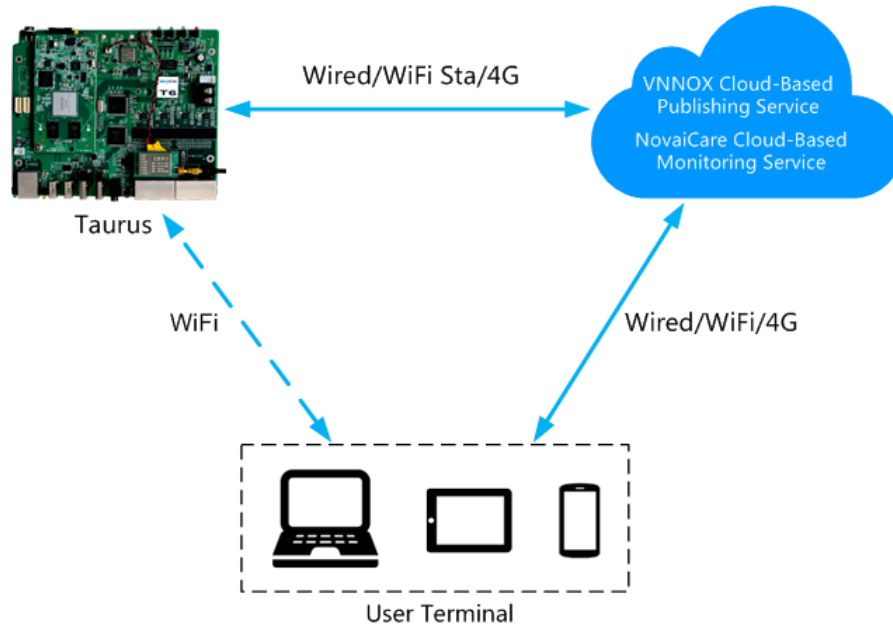 Wired/WiFi Sta/4G
VNNOX Cloud-Based
Publishing Service
NovaiCare Cloud-Based
Monitoring Service
T6
Taurus
WiFi
Wired/WiFi/4G
User Terminal